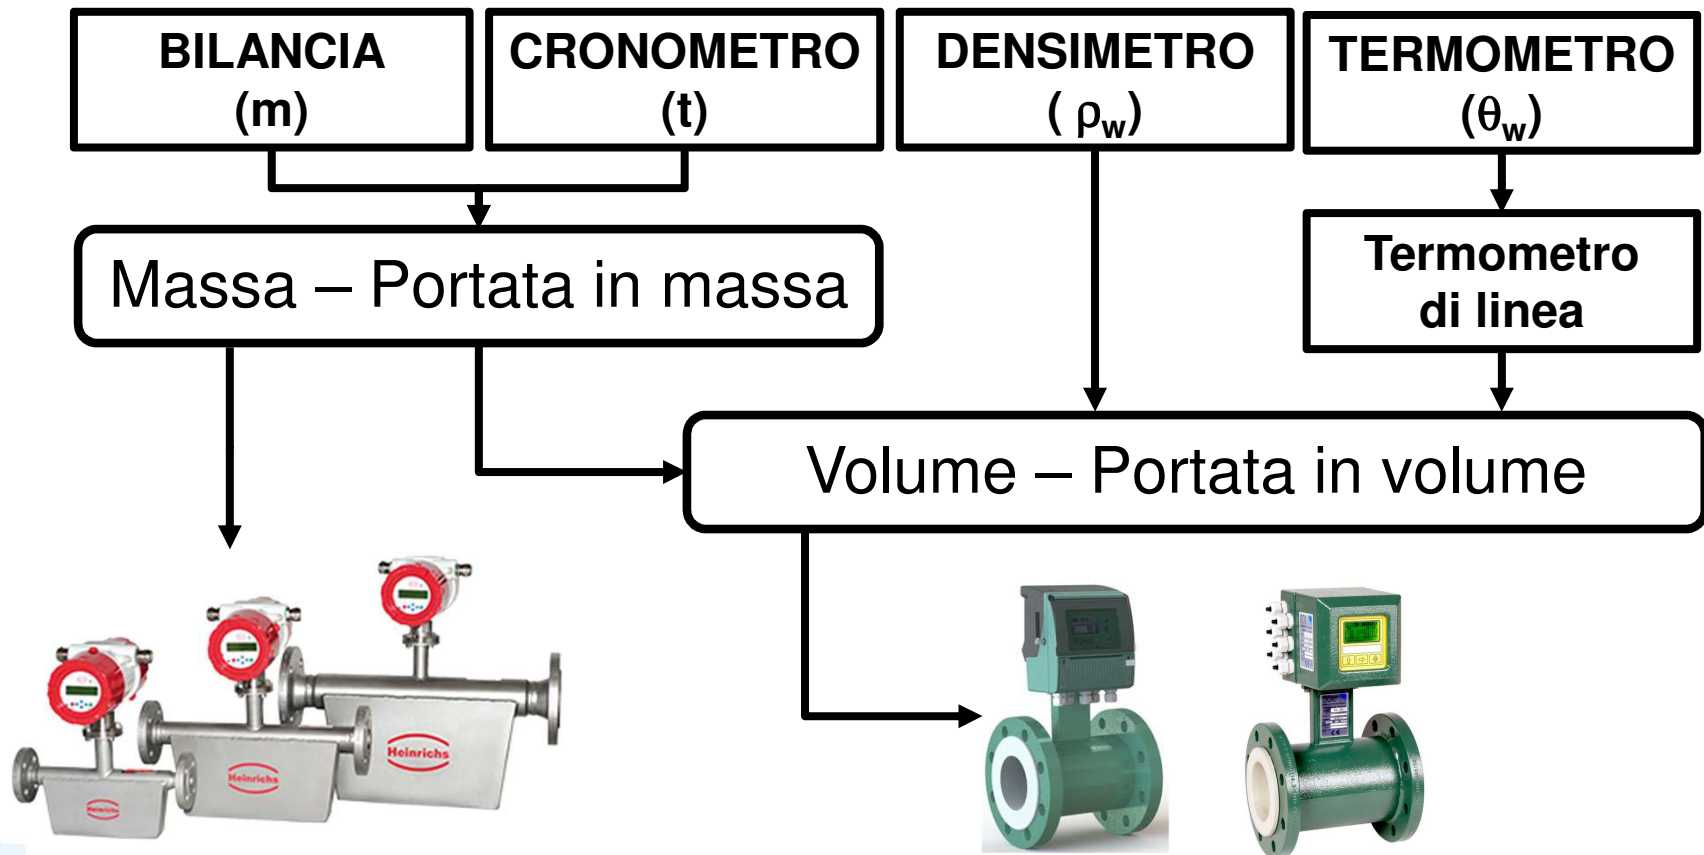 BILANCIA
(m)
CRONOMETRO
(t)
DENSIMETRO
( ρw)
TERMOMETRO
(θw)
Massa – Portata in massa
Termometro
di linea
Volume – Portata in volume
Heinrichs
Heinrichs
Heinrichs